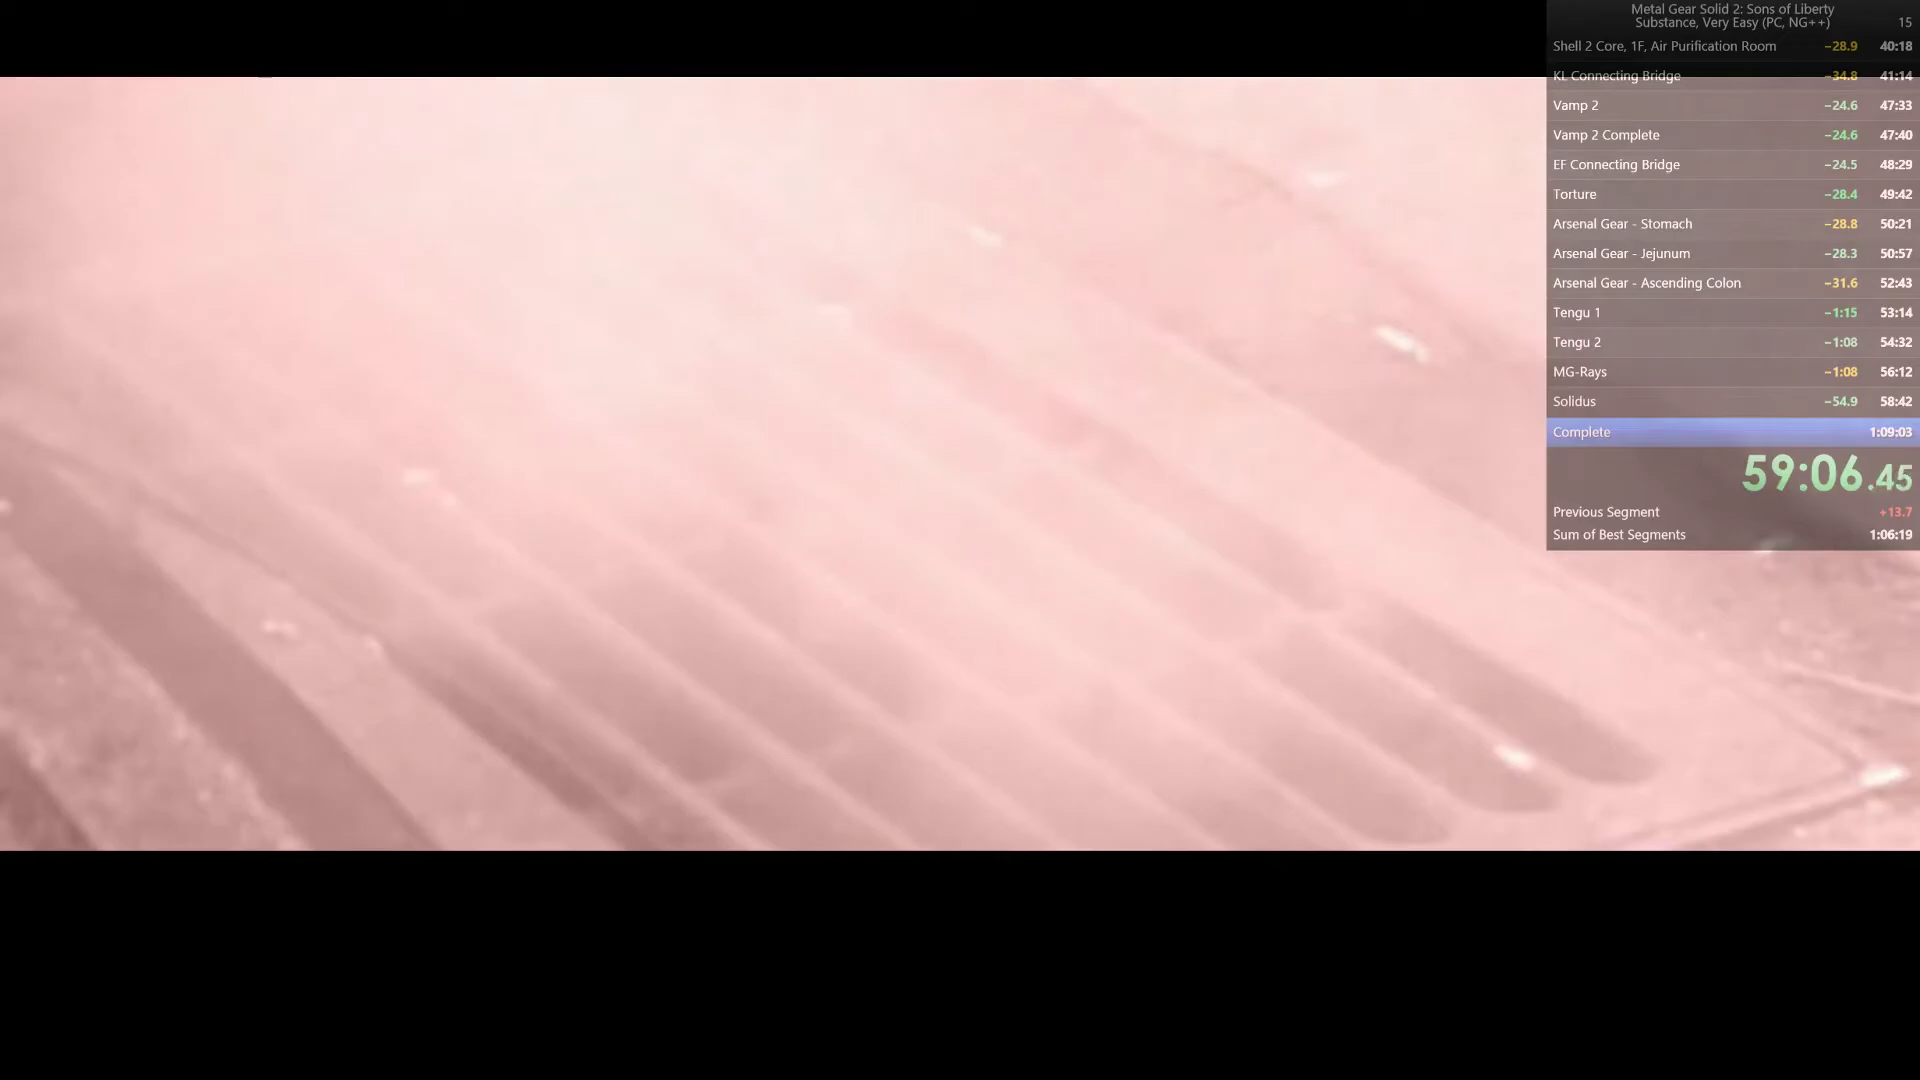 Metal Gear Solid 2: Sons of Liberty
Substance, Very Easy (PC, NG++) 15
Shell 2 Core, 1F, Air Purification Room −28.9 40:18
KL Connecting Bridge −34.8 41:14
Vamp 2 −24.6 47:33
Vamp 2 Complete −24.6 47:40
EF Connecting Bridge −24.5 48:29
Torture −28.4 49:42
Arsenal Gear - Stomach −28.8 50:21
Arsenal Gear - Jejunum −28.3 50:57
Arsenal Gear - Ascending Colon −31.6 52:43
Tengu 1 −1:15 53:14
Tengu 2 −1:08 54:32
MG-Rays −1:08 56:12
Solidus −54.9 58:42
Complete 1:09:03
59:06.45
Previous Segment +13.7
Sum of Best Segments 1:06:19